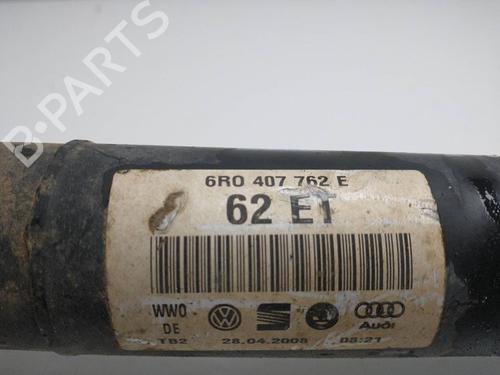 6R0 407 762 E
62 ET
WWO
DE
Audi
TB2 28.04.2008 08:21
B-PARTS